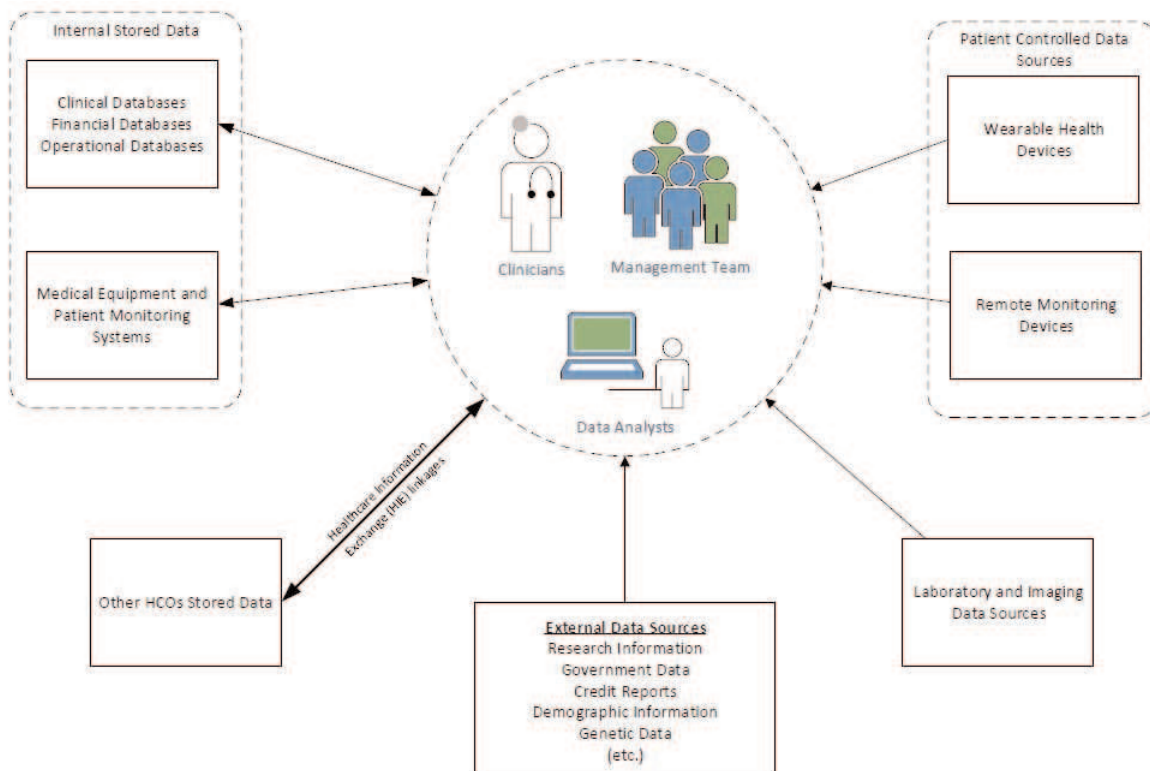 Internal Stored Data
Clinical Databases
Financial Databases
Operational Databases
Medical Equipment and
Patient Monitoring
Systems
Clinicians
Management Team
Data Analysts
Patient Controlled Data
Sources
Wearable Health
Devices
Remote Monitoring
Devices
Healthcare Information
Exchange (HIE) linkages
Other HCOs Stored Data
External Data Sources
Research Information
Government Data
Credit Reports
Demographic Information
Genetic Data
(etc.)
Laboratory and Imaging
Data Sources